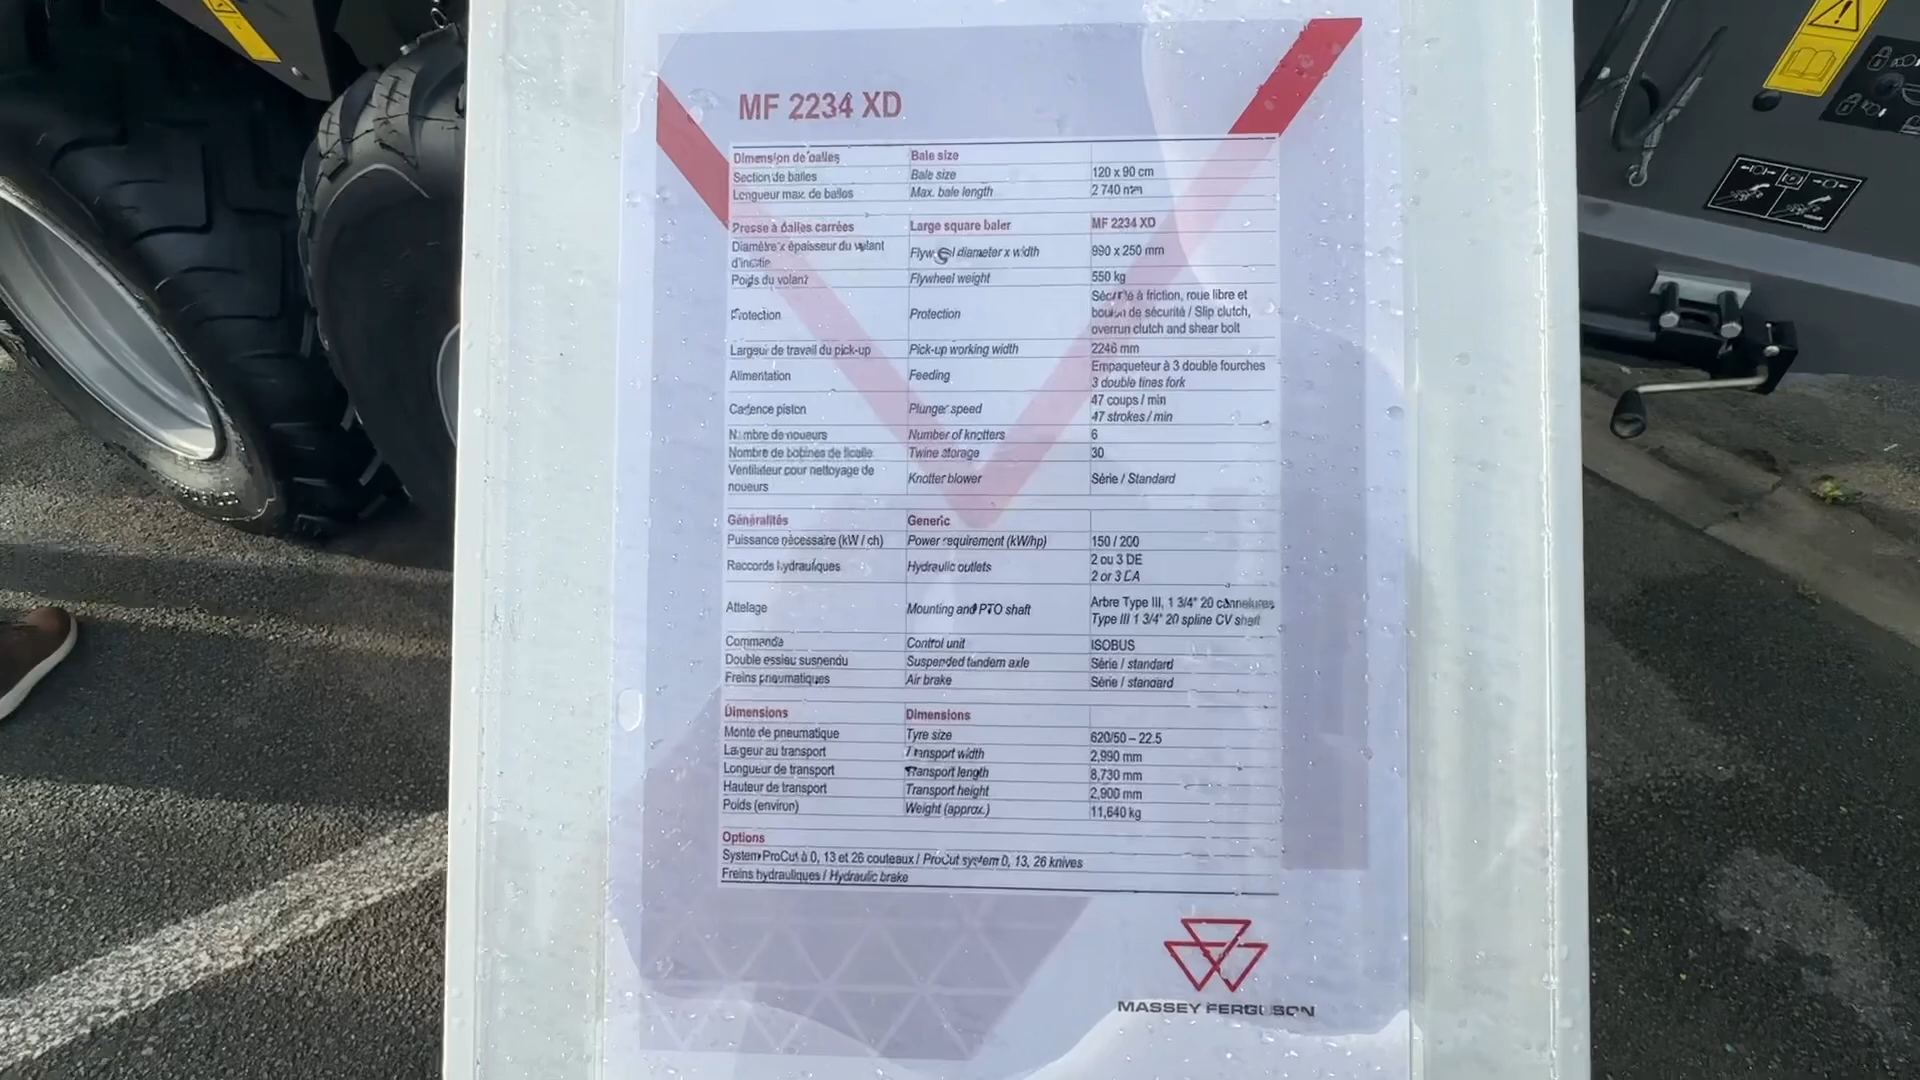 MF 2234 XD
Dimension de balles Bale size
Section de balles Bale size 120 x 90 cm
Longueur max. de balles Max. bale length 2 740 mm
Presse à balles carrées Large square baler MF 2234 XD
Diamètre x épaisseur du volant d'inertie Flywheel diameter x width 990 x 250 mm
Poids du volant Flywheel weight 550 kg
Protection Protection Sécurité à friction, roue libre et
boulon de sécurité / Slip clutch,
overrun clutch and shear bolt
Largeur de travail du pick-up Pick-up working width 2246 mm
Alimentation Feeding Empaqueteur à 3 double fourches
3 double tines fork
Cadence piston Plunger speed 47 coups / min
47 strokes / min
Nombre de noueurs Number of knotters 6
Nombre de bobines de ficelle Twine storage 30
Ventilateur pour nettoyage de noueurs Knotter blower Série / Standard
Généralités Generic
Puissance nécessaire (kW / ch) Power requirement (kW/hp) 150 / 200
Raccords hydrauliques Hydraulic outlets 2 ou 3 DE
2 or 3 DA
Attelage Mounting and PTO shaft Arbre Type III, 1 3/4" 20 cannelures
Type III 1 3/4" 20 spline CV shaft
Commande Control unit ISOBUS
Double essieu suspendu Suspended tandem axle Série / standard
Freins pneumatiques Air brake Série / standard
Dimensions Dimensions
Monte de pneumatique Tyre size 620/50 – 22.5
Largeur au transport Transport width 2,990 mm
Longueur de transport Transport length 8,730 mm
Hauteur de transport Transport height 2,900 mm
Poids (environ) Weight (approx.) 11,640 kg
Options
System ProCut à 0, 13 et 26 couteaux / ProCut system 0, 13, 26 knives
Freins hydrauliques / Hydraulic brake
MASSEY FERGUSON